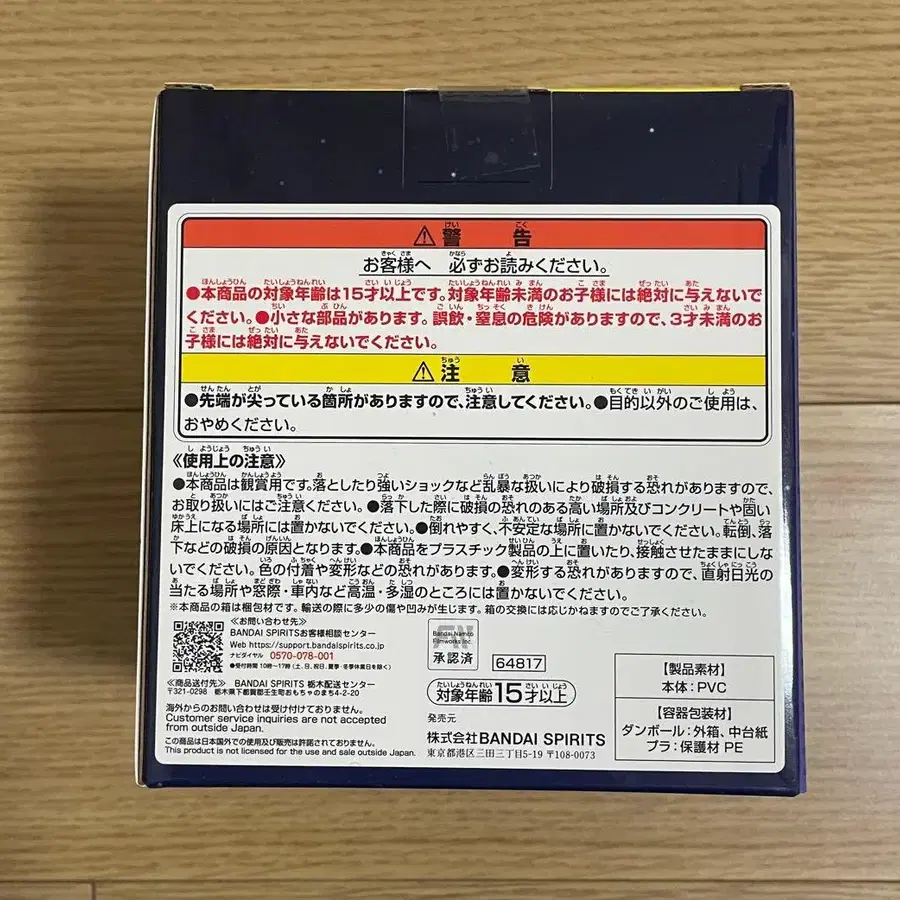 ⚠警告
お客様へ 必ずお読みください。
●本商品の対象年齢は15才以上です。対象年齢未満のお子様には絶対に与えないで
ください。●小さな部品があります。誤飲・窒息の危険がありますので、3才未満のお
子様には絶対に与えないでください。
⚠注意
●先端が尖っている箇所がありますので、注意してください。●目的以外のご使用は、
おやめください。
《使用上の注意》
●本商品は観賞用です。落としたり強いショックなど乱暴な扱いにより破損する恐れがありますので、
お取り扱いにはご注意ください。●落下した際に破損の恐れのある高い場所及びコンクリートや固い
床上になる場所には置かないでください。●倒れやすく、不安定な場所に置かないでください。転倒、落
下などの破損の原因となります。●本商品をプラスチック製品の上に置いたり、接触させたままにしな
いでください。色の付着や変形などの恐れがあります。●変形する恐れがありますので、直射日光の
当たる場所や窓際・車内など高温・多湿のところには置かないでください。
※本商品の箱は梱包材です。輸送の際に多少の傷や凹みが生じます。箱の交換には応じかねますのでご了承ください。
≪お問い合わせ先≫
BANDAI SPIRITSお客様相談センター
Web https://support.bandaispirits.co.jp
ナビダイヤル 0570-078-001
●受付時間 10時〜17時(土、日、祝日、夏季・冬季休業日を除く)
≪商品送付先≫ BANDAI SPIRITS 栃木配送センター
〒321-0298 栃木県下都賀郡壬生町おもちゃのまち4-2-20
海外からのお問い合わせは受け付けておりません。
Customer service inquiries are not accepted
from outside Japan.
この商品は日本国外での使用及び販売は許諾されておりません。
This product is not licensed for the use and sale outside Japan.
Bandai Namco
Filmworks Inc.
承認済
64817
対象年齢15才以上
発売元
株式会社BANDAI SPIRITS
東京都港区三田三丁目5-19 〒108-0073
【製品素材】
本体:PVC
【容器包装材】
ダンボール:外箱、中台紙
プラ:保護材 PE